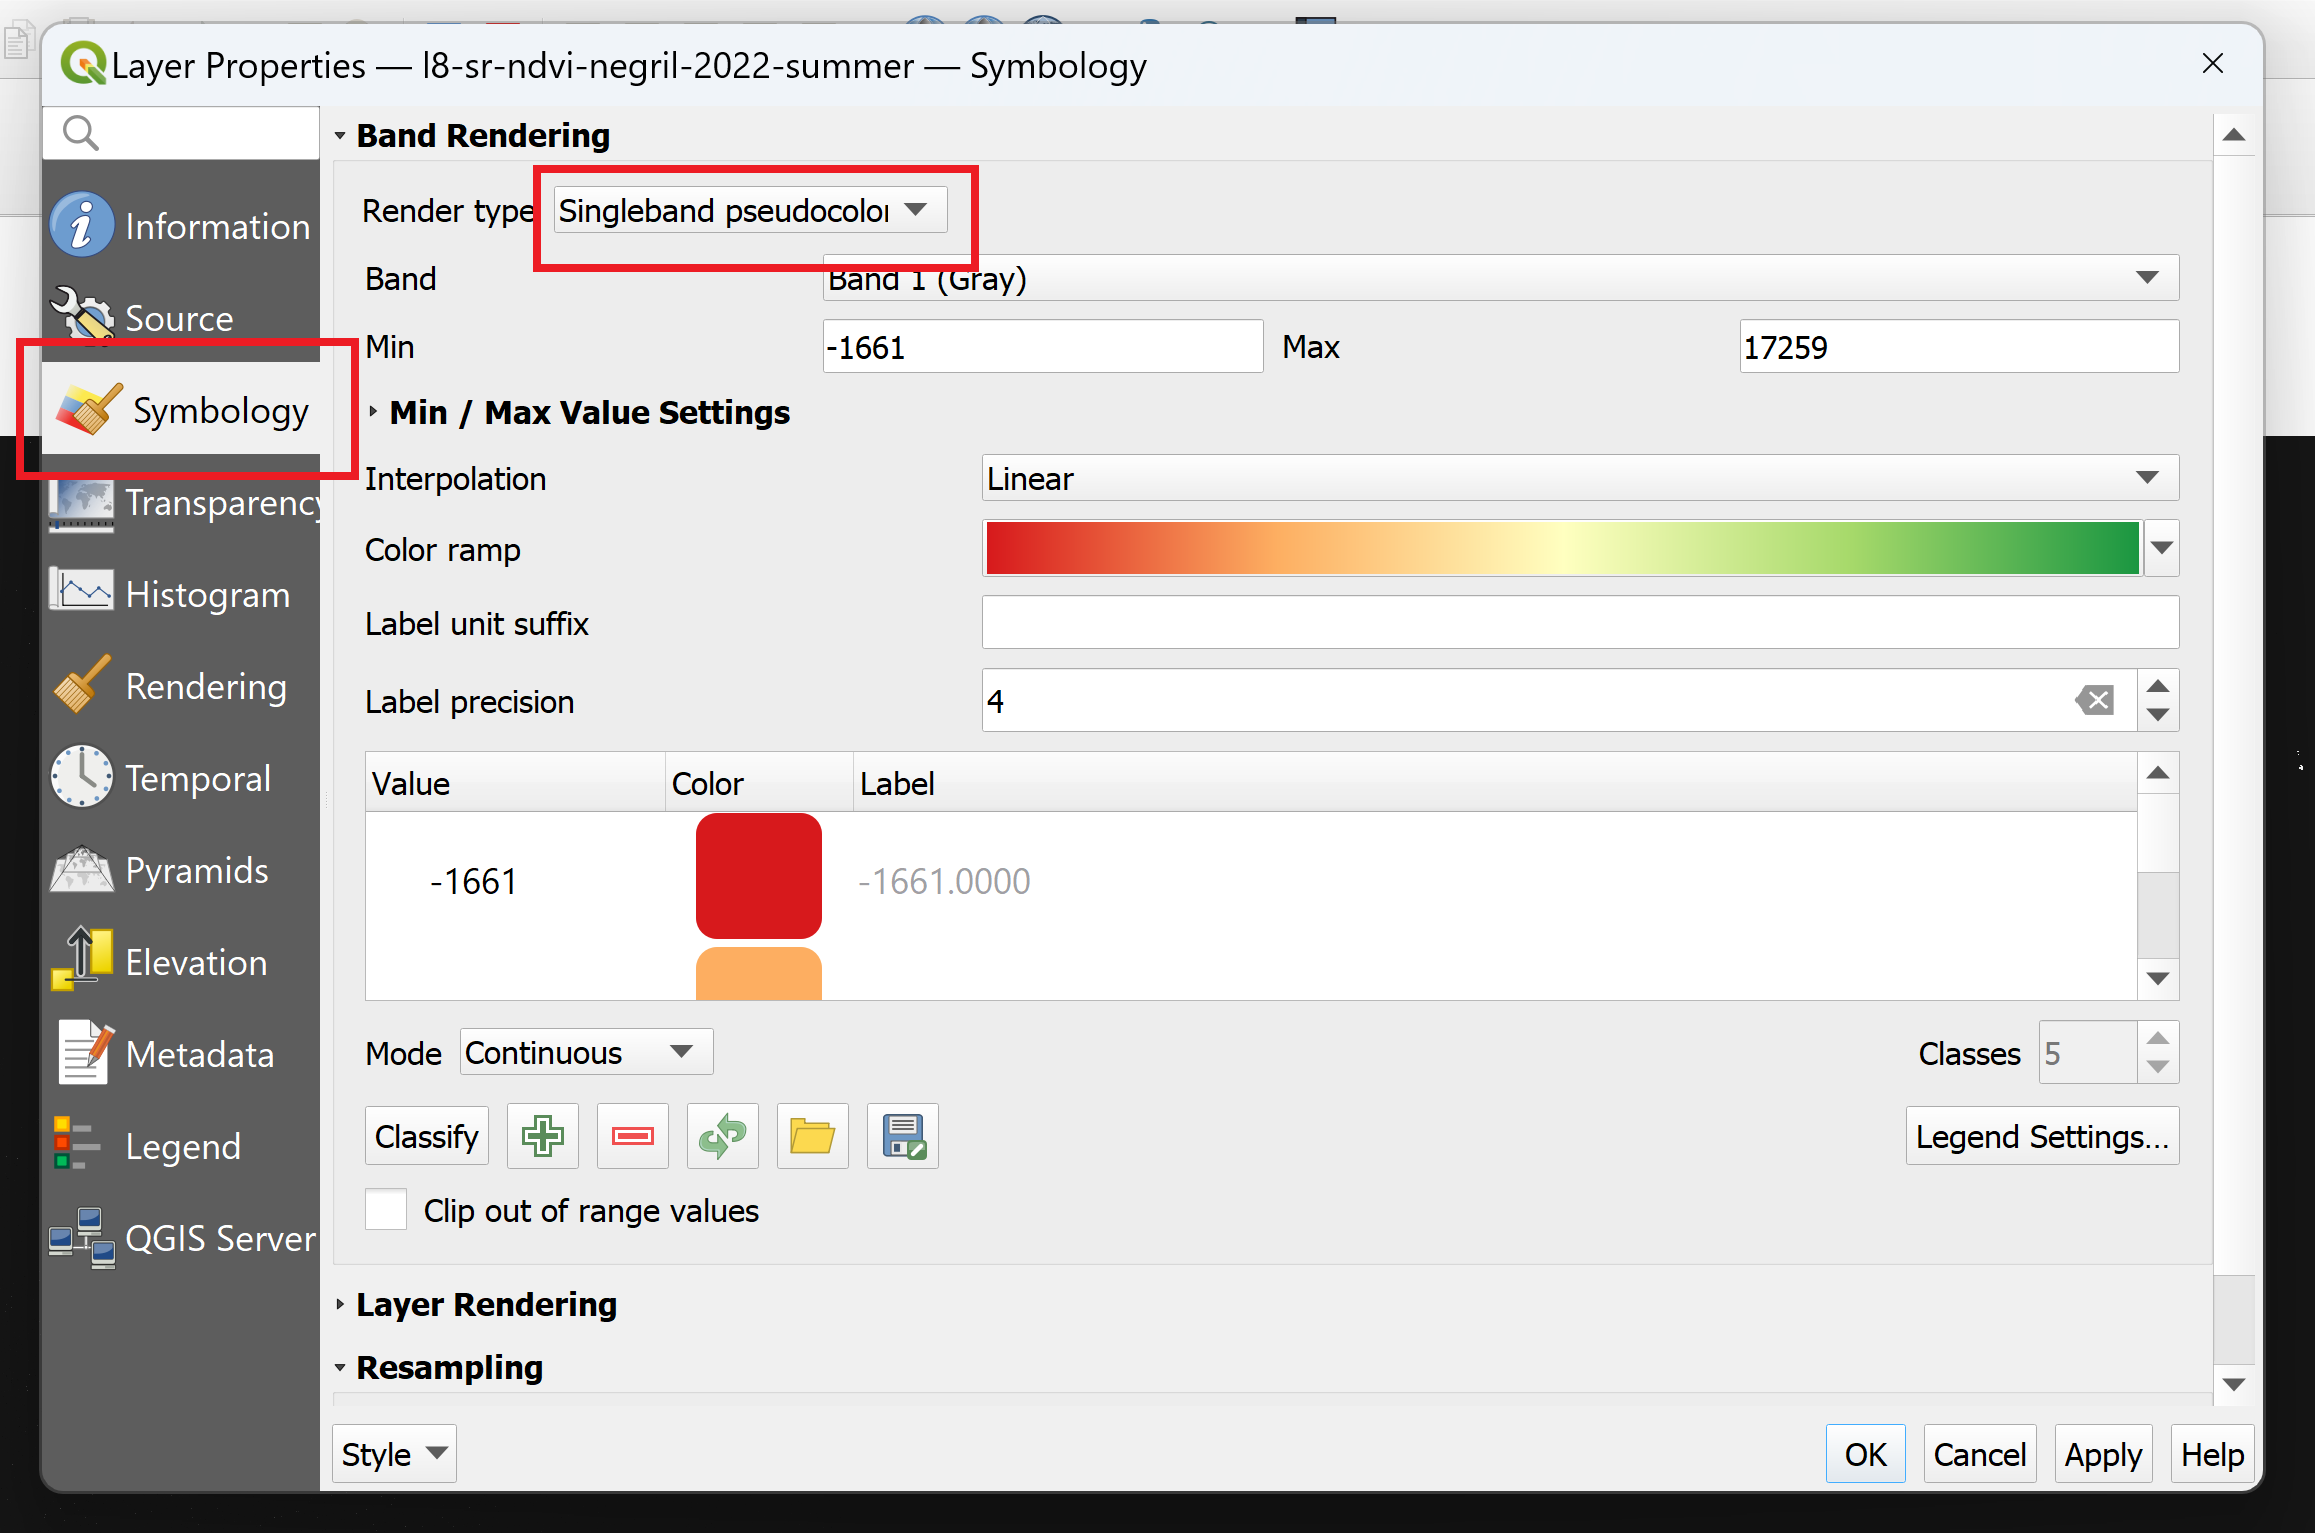 Layer Properties — l8-sr-ndvi-negril-2022-summer — Symbology
Information
Source
Symbology
Transparency
Histogram
Rendering
Temporal
Pyramids
Elevation
Metadata
Legend
QGIS Server
Band Rendering
Render type Singleband pseudocolor
Band Band 1 (Gray)
Min -1661 Max 17259
Min / Max Value Settings
Interpolation Linear
Color ramp
Label unit suffix
Label precision 4
Value Color Label
-1661 -1661.0000
Mode Continuous Classes 5
Classify Legend Settings...
Clip out of range values
Layer Rendering
Resampling
Style OK Cancel Apply Help